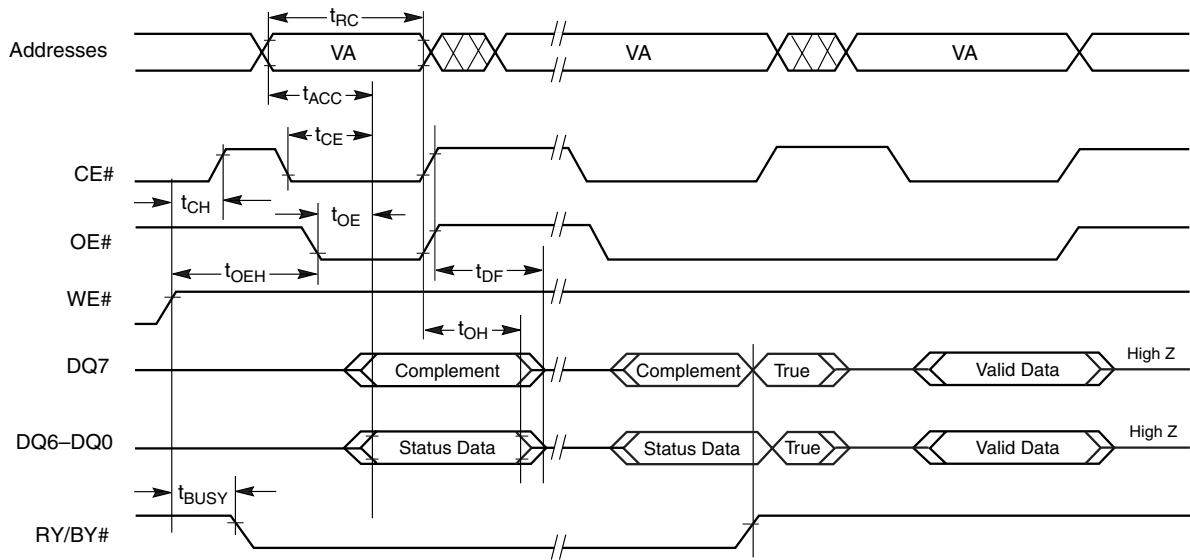 tRC
Addresses VA VA VA
tACC
tCE
CE#
tCH
tOE
OE#
tOEH
tDF
WE#
tOH
DQ7 Complement Complement True Valid Data High Z
DQ6–DQ0 Status Data Status Data True Valid Data High Z
tBUSY
RY/BY#